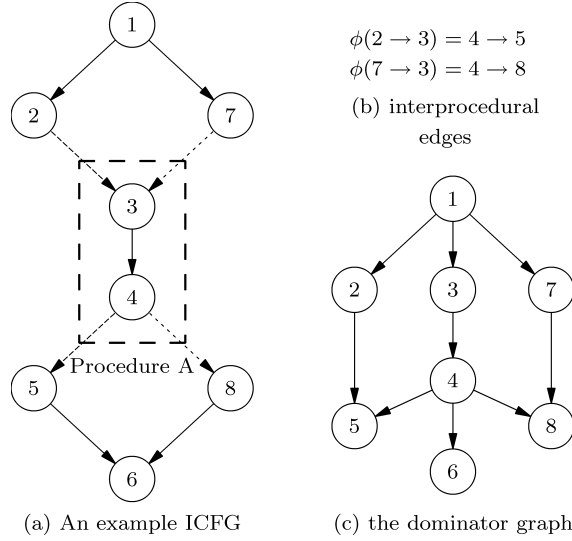 1
2
7
3
4
Procedure A
5
8
6
(a) An example ICFG
ϕ(2 → 3) = 4 → 5
ϕ(7 → 3) = 4 → 8
(b) interprocedural
edges
1
2
3
7
4
5
8
6
(c) the dominator graph